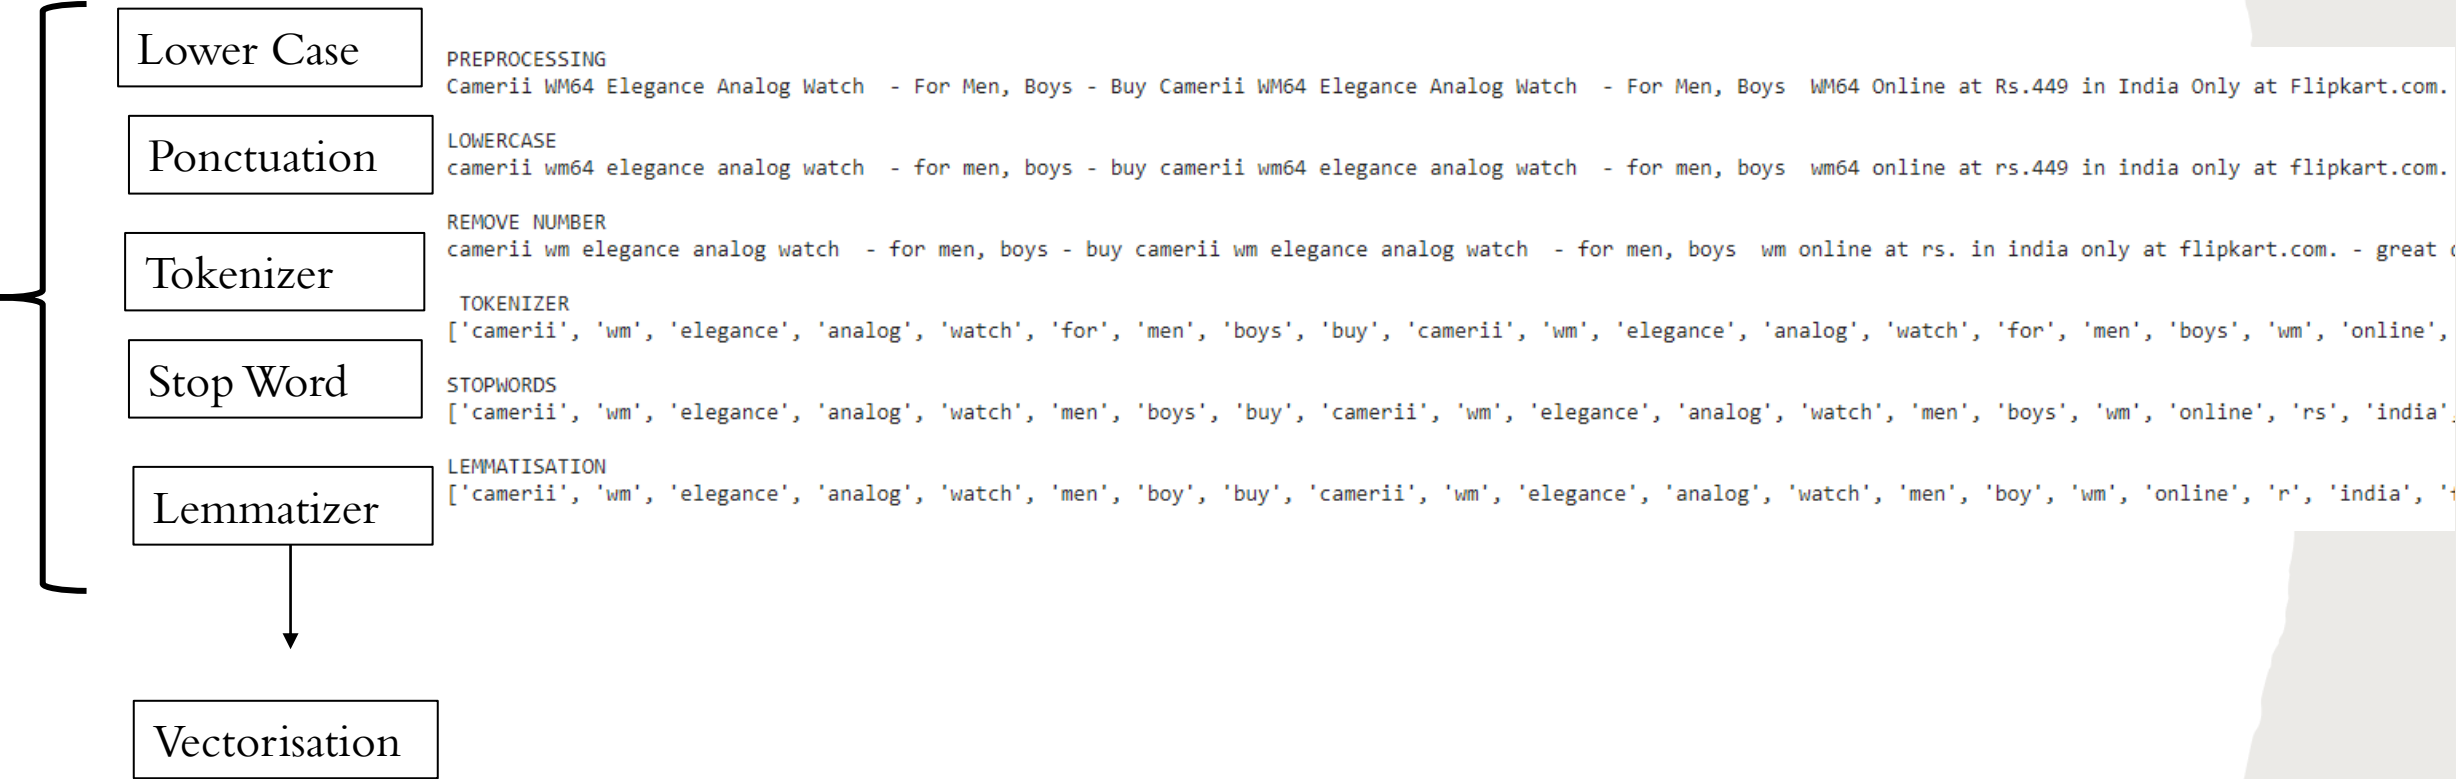 Lower Case
Ponctuation
Tokenizer
Stop Word
Lemmatizer
Vectorisation
PREPROCESSING
Camerii WM64 Elegance Analog Watch  - For Men, Boys - Buy Camerii WM64 Elegance Analog Watch  - For Men, Boys  WM64 Online at Rs.449 in India Only at Flipkart.com.
LOWERCASE
camerii wm64 elegance analog watch  - for men, boys - buy camerii wm64 elegance analog watch  - for men, boys  wm64 online at rs.449 in india only at flipkart.com.
REMOVE NUMBER
camerii wm elegance analog watch  - for men, boys - buy camerii wm elegance analog watch  - for men, boys  wm online at rs. in india only at flipkart.com. - great
TOKENIZER
['camerii', 'wm', 'elegance', 'analog', 'watch', 'for', 'men', 'boys', 'buy', 'camerii', 'wm', 'elegance', 'analog', 'watch', 'for', 'men', 'boys', 'wm', 'online',
STOPWORDS
['camerii', 'wm', 'elegance', 'analog', 'watch', 'men', 'boys', 'buy', 'camerii', 'wm', 'elegance', 'analog', 'watch', 'men', 'boys', 'wm', 'online', 'rs', 'india',
LEMMATISATION
['camerii', 'wm', 'elegance', 'analog', 'watch', 'men', 'boy', 'buy', 'camerii', 'wm', 'elegance', 'analog', 'watch', 'men', 'boy', 'wm', 'online', 'r', 'india',